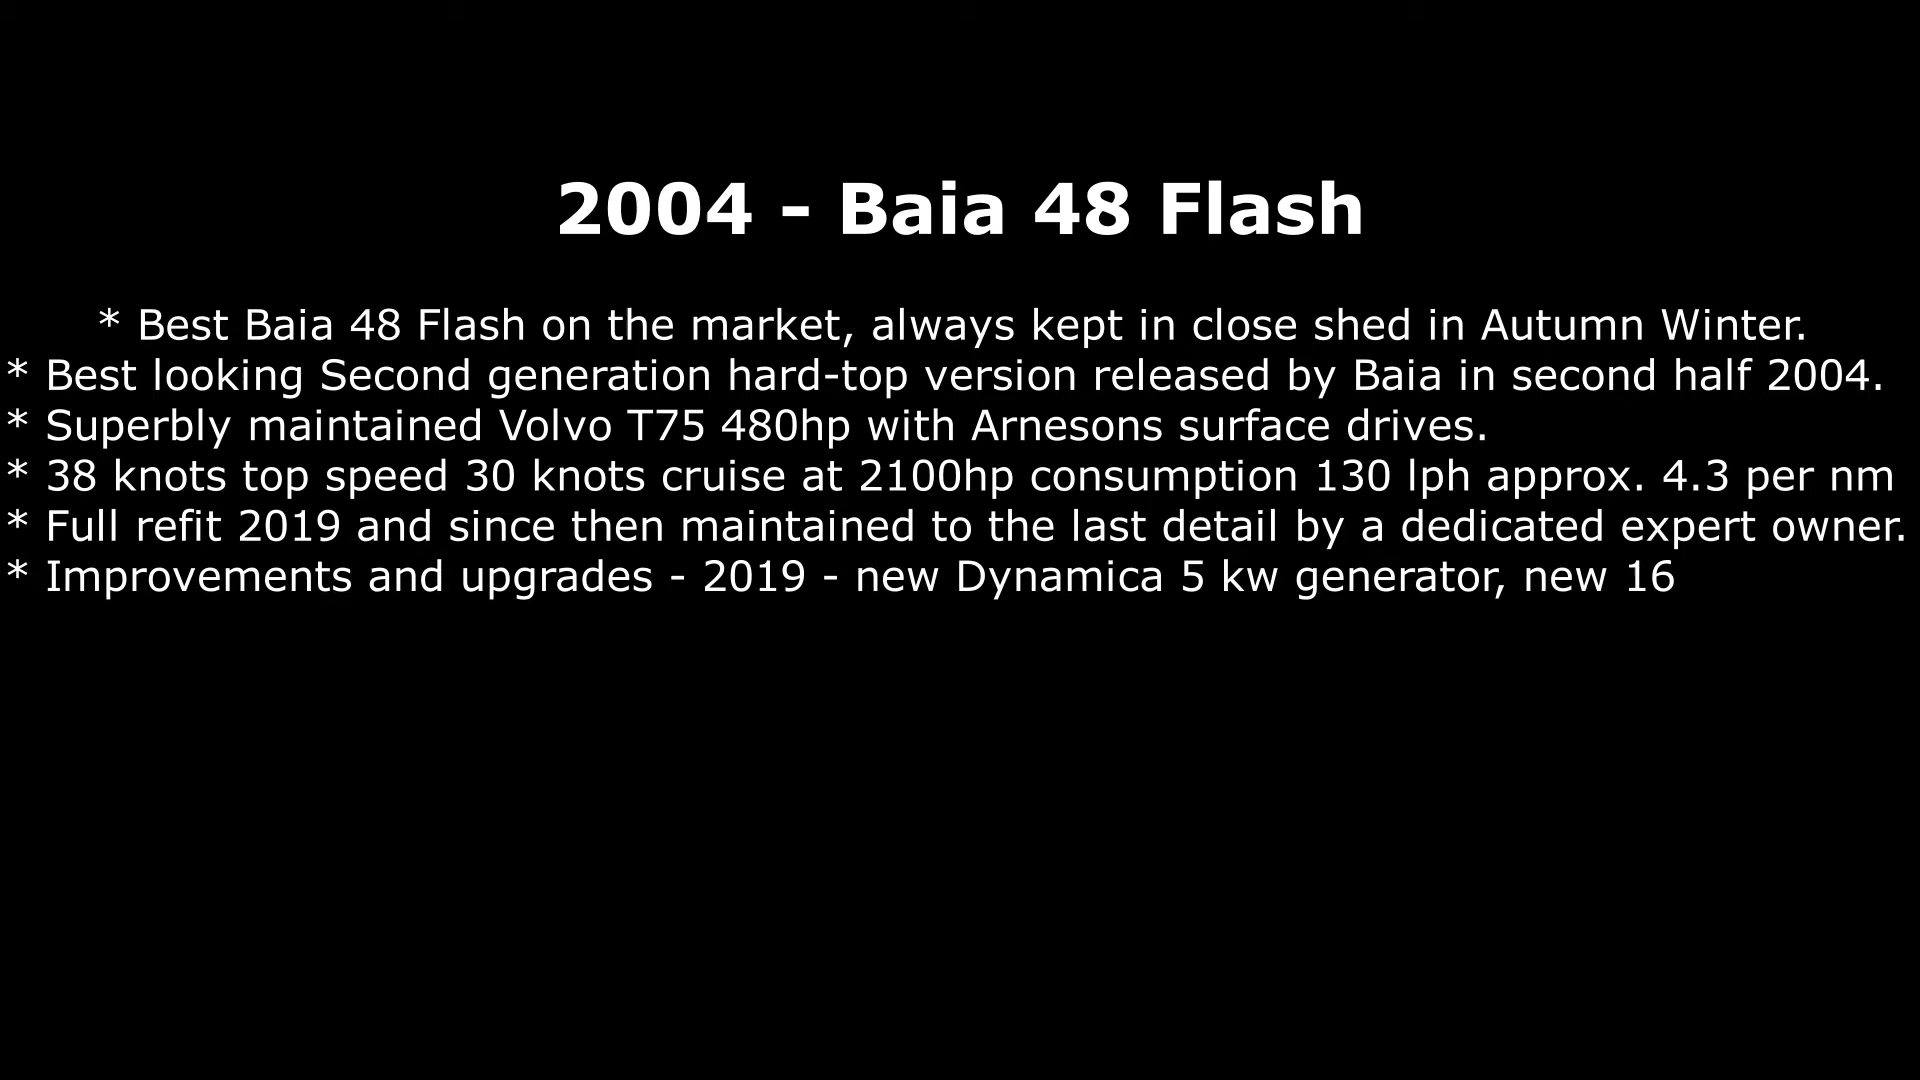 2004 - Baia 48 Flash
* Best Baia 48 Flash on the market, always kept in close shed in Autumn Winter.
* Best looking Second generation hard-top version released by Baia in second half 2004.
* Superbly maintained Volvo T75 480hp with Arnesons surface drives.
* 38 knots top speed 30 knots cruise at 2100hp consumption 130 lph approx. 4.3 per nm
* Full refit 2019 and since then maintained to the last detail by a dedicated expert owner.
* Improvements and upgrades - 2019 - new Dynamica 5 kw generator, new 16